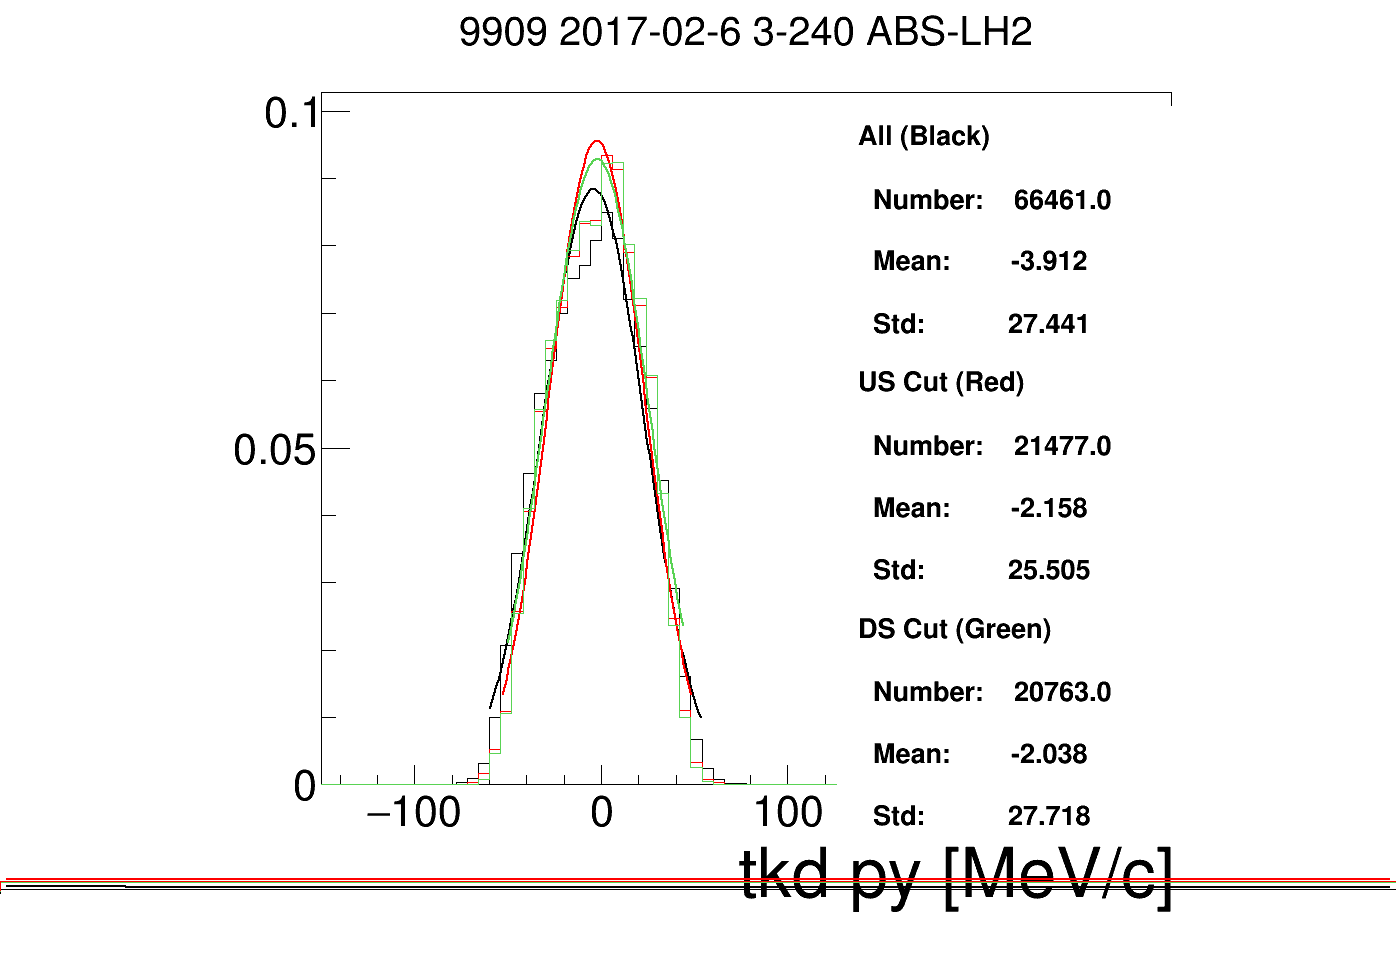 9909 2017-02-6 3-240 ABS-LH2
0.1
0.05
0
−100 0 100
tkd py [MeV/c]
All (Black)
Number: 66461.0
Mean: -3.912
Std: 27.441
US Cut (Red)
Number: 21477.0
Mean: -2.158
Std: 25.505
DS Cut (Green)
Number: 20763.0
Mean: -2.038
Std: 27.718